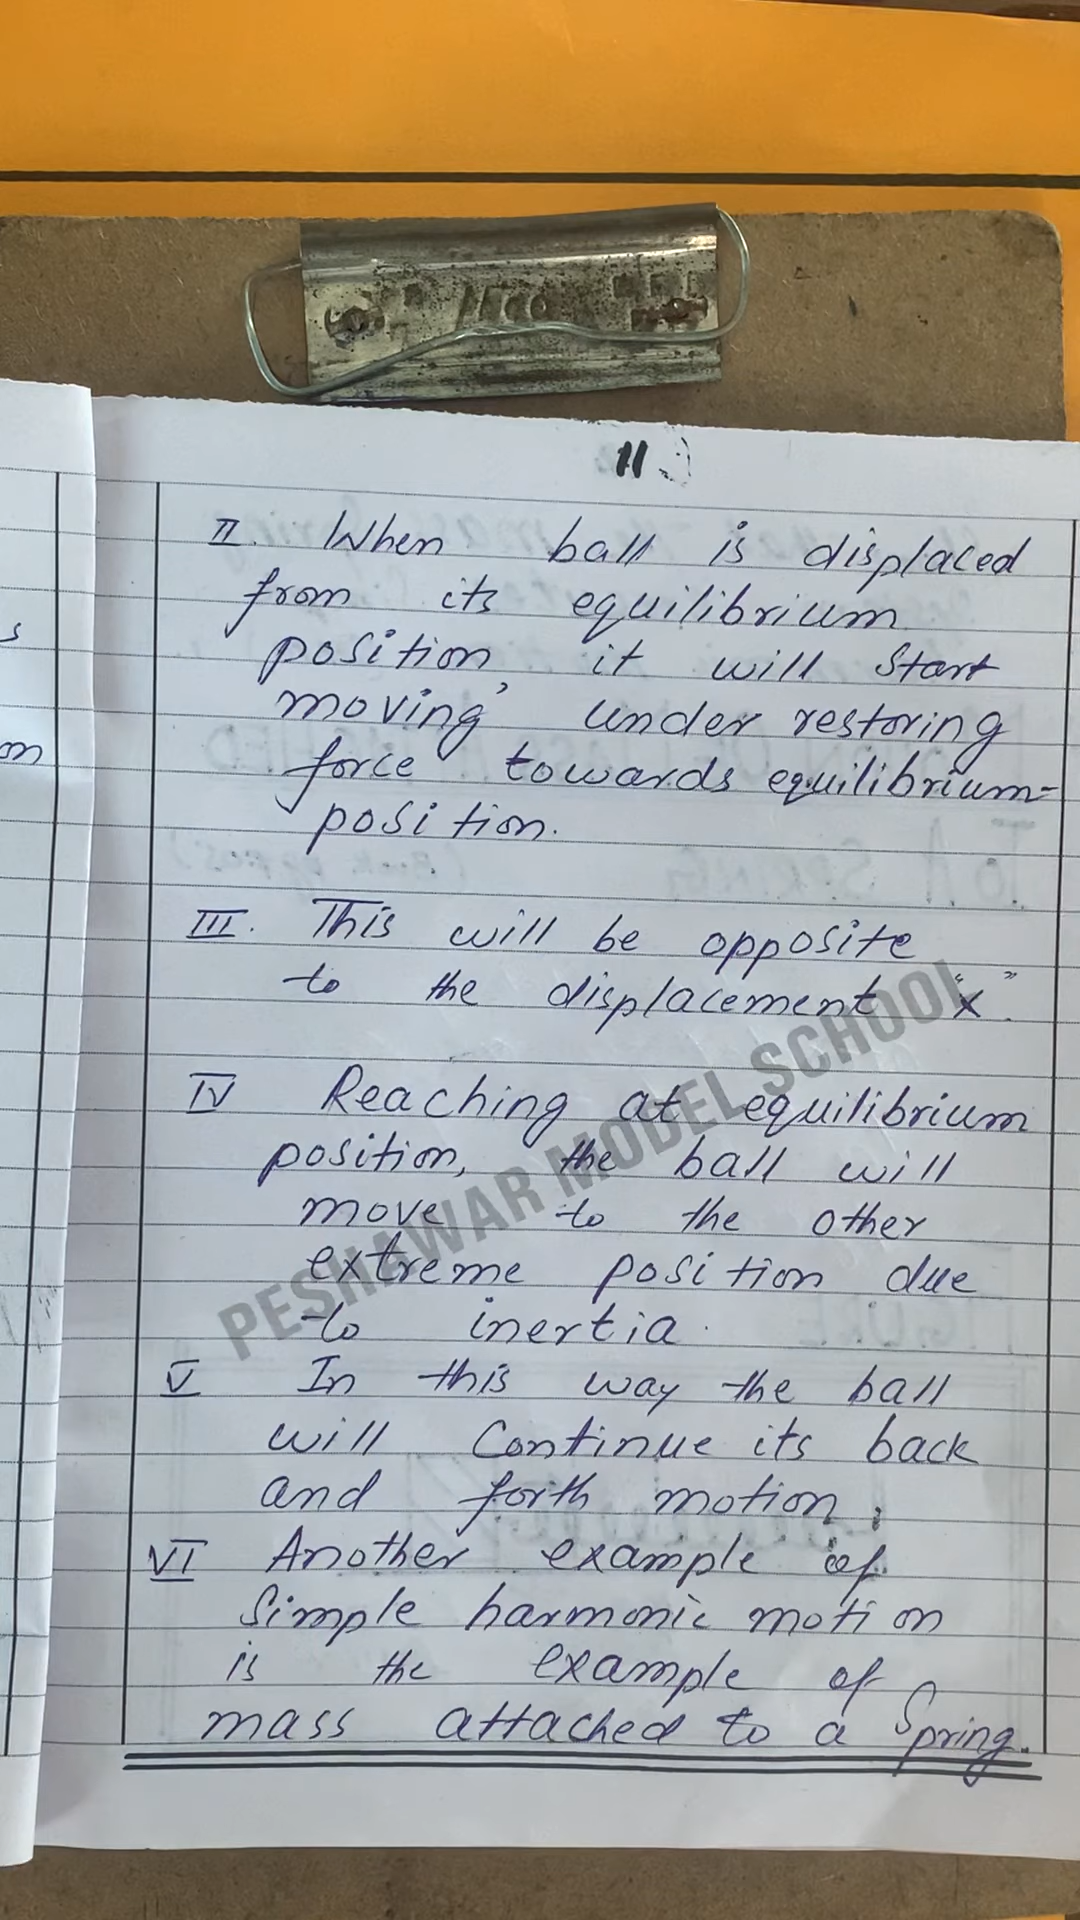 11
II. When ball is displaced
from its equilibrium
position, it will start
moving under restoring
force towards equilibrium-
position.
III. This will be opposite
to the displacement "x".
IV Reaching at equilibrium
position, the ball will
move to the other
extreme position due
to inertia.
V In this way the ball
will continue its back
and forth motion.
VI Another example of
Simple harmonic motion
is the example of
mass attached to a Spring.
PESHAWAR MODEL SCHOOL
s
on